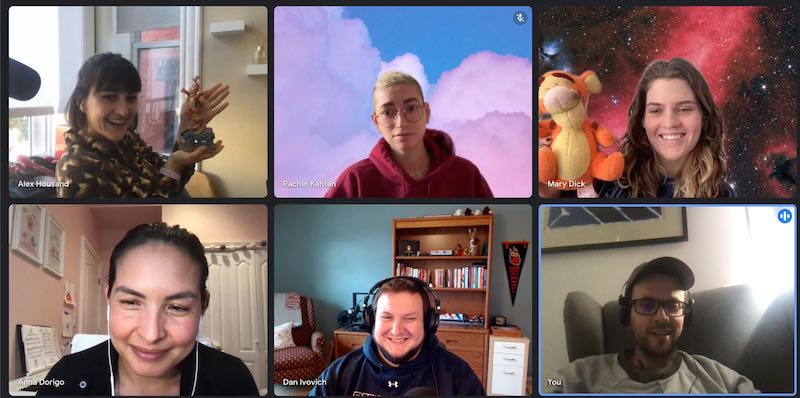 Alex Housand
Rachel Kahtan
Mary Dick
Anna Dorigo
Dan Ivovich
You